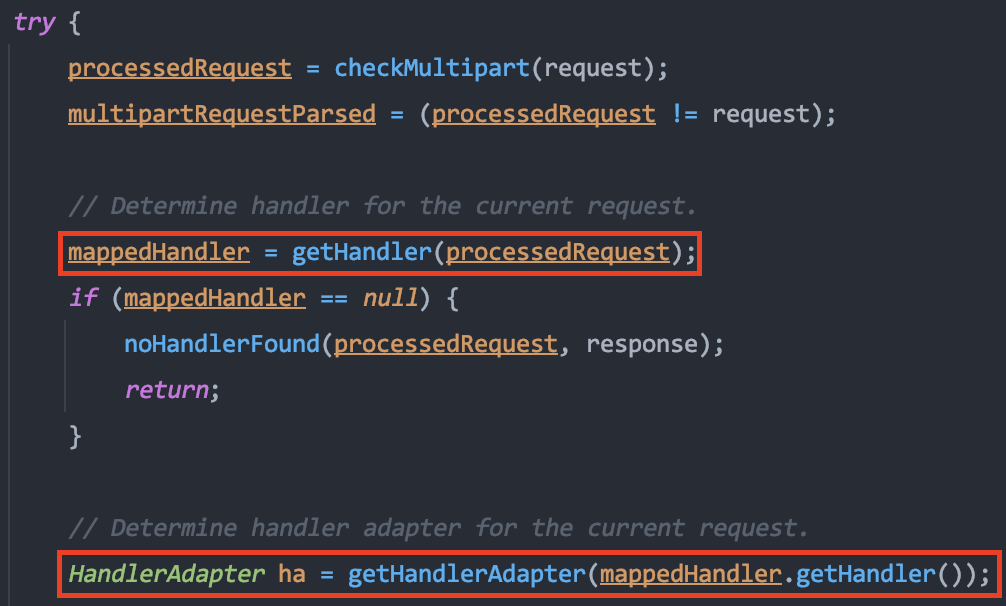 try {
processedRequest = checkMultipart(request);
multipartRequestParsed = (processedRequest != request);
// Determine handler for the current request.
mappedHandler = getHandler(processedRequest);
if (mappedHandler == null) {
noHandlerFound(processedRequest, response);
return;
}
// Determine handler adapter for the current request.
HandlerAdapter ha = getHandlerAdapter(mappedHandler.getHandler());